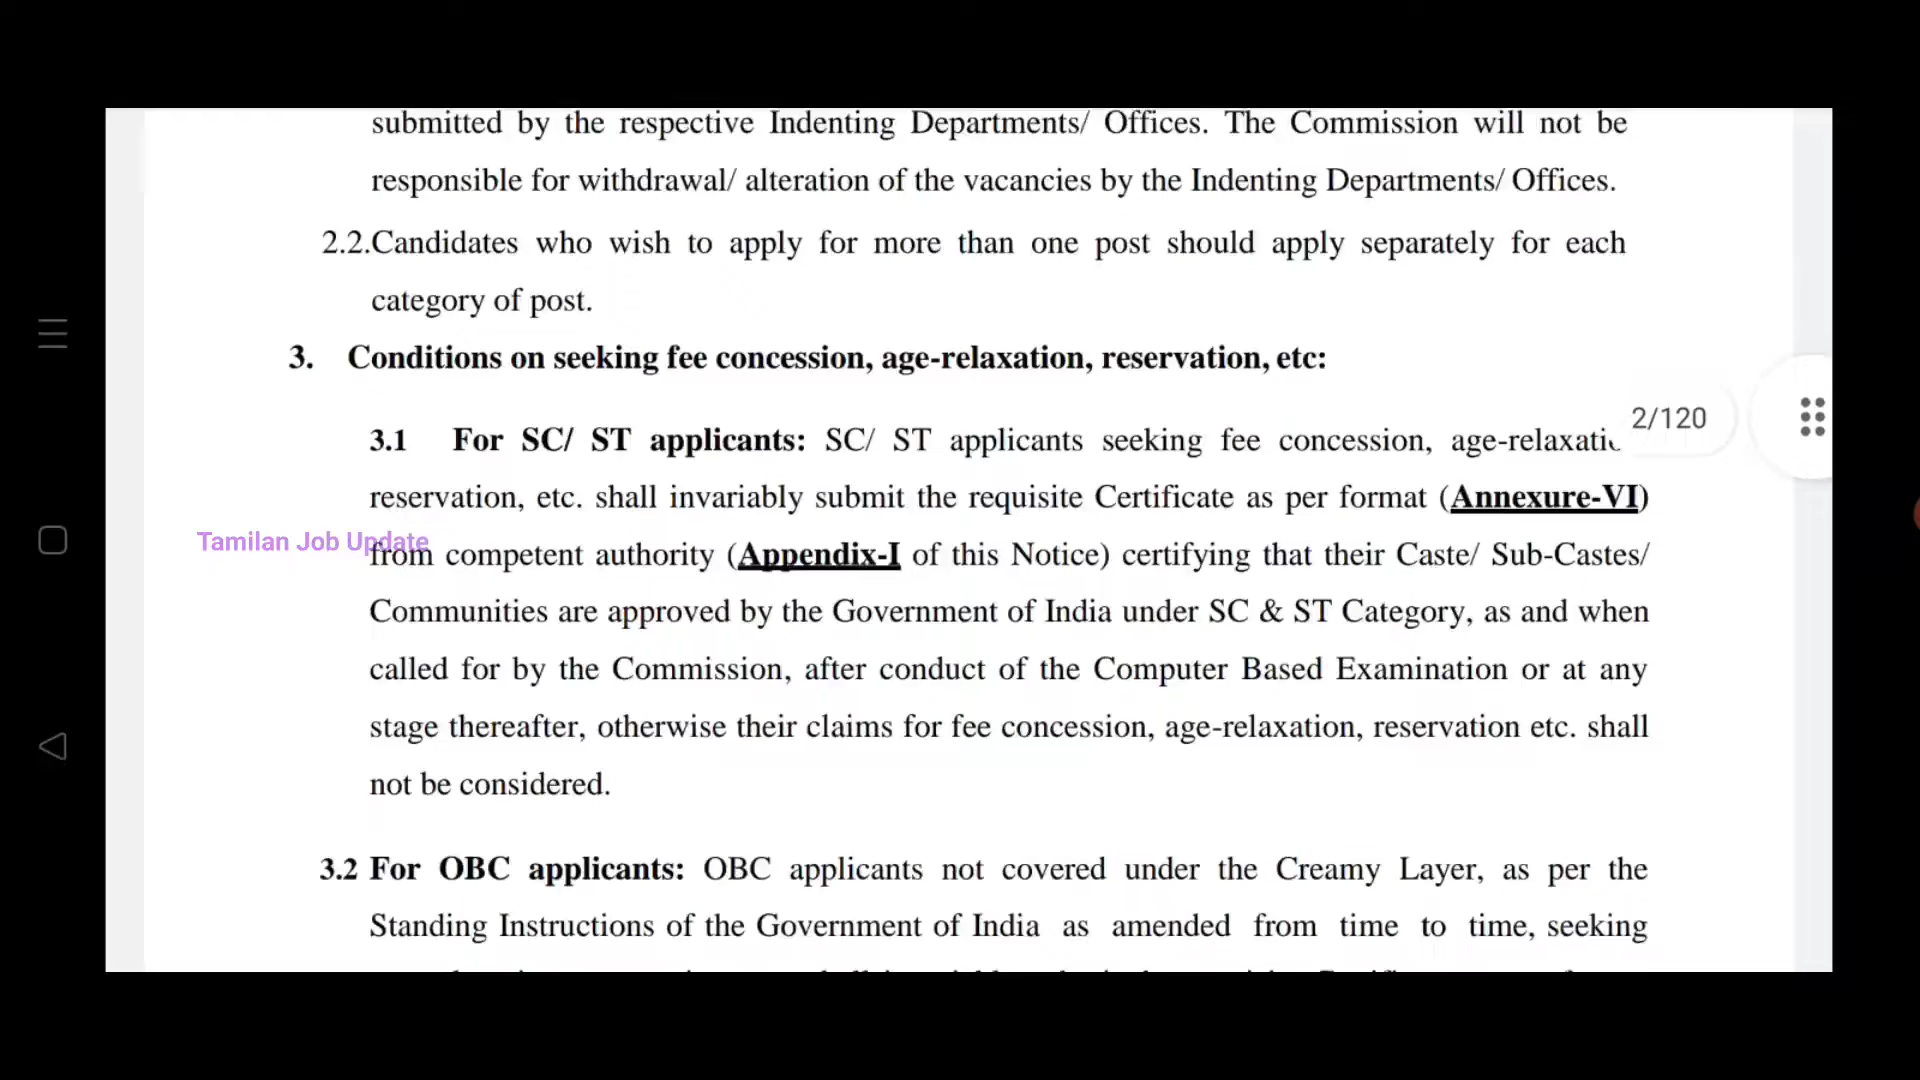 submitted by the respective Indenting Departments/ Offices. The Commission will not be
responsible for withdrawal/ alteration of the vacancies by the Indenting Departments/ Offices.
2.2.Candidates who wish to apply for more than one post should apply separately for each
category of post.
3. Conditions on seeking fee concession, age-relaxation, reservation, etc:
2/120
3.1 For SC/ ST applicants: SC/ ST applicants seeking fee concession,
reservation, etc. shall invariably submit the requisite Certificate as per format (Annexure-VI)
Tamilan Job Update
from competent authority (Appendix-I of this Notice) certifying that their Caste/ Sub-Castes/
Communities are approved by the Government of India under SC & ST Category, as and when
called for by the Commission, after conduct of the Computer Based Examination or at any
stage thereafter, otherwise their claims for fee concession, age-relaxation, reservation etc. shall
not be considered.
3.2 For OBC applicants: OBC applicants not covered under the Creamy Layer, as per the
Standing Instructions of the Government of India as amended from time to time, seeking